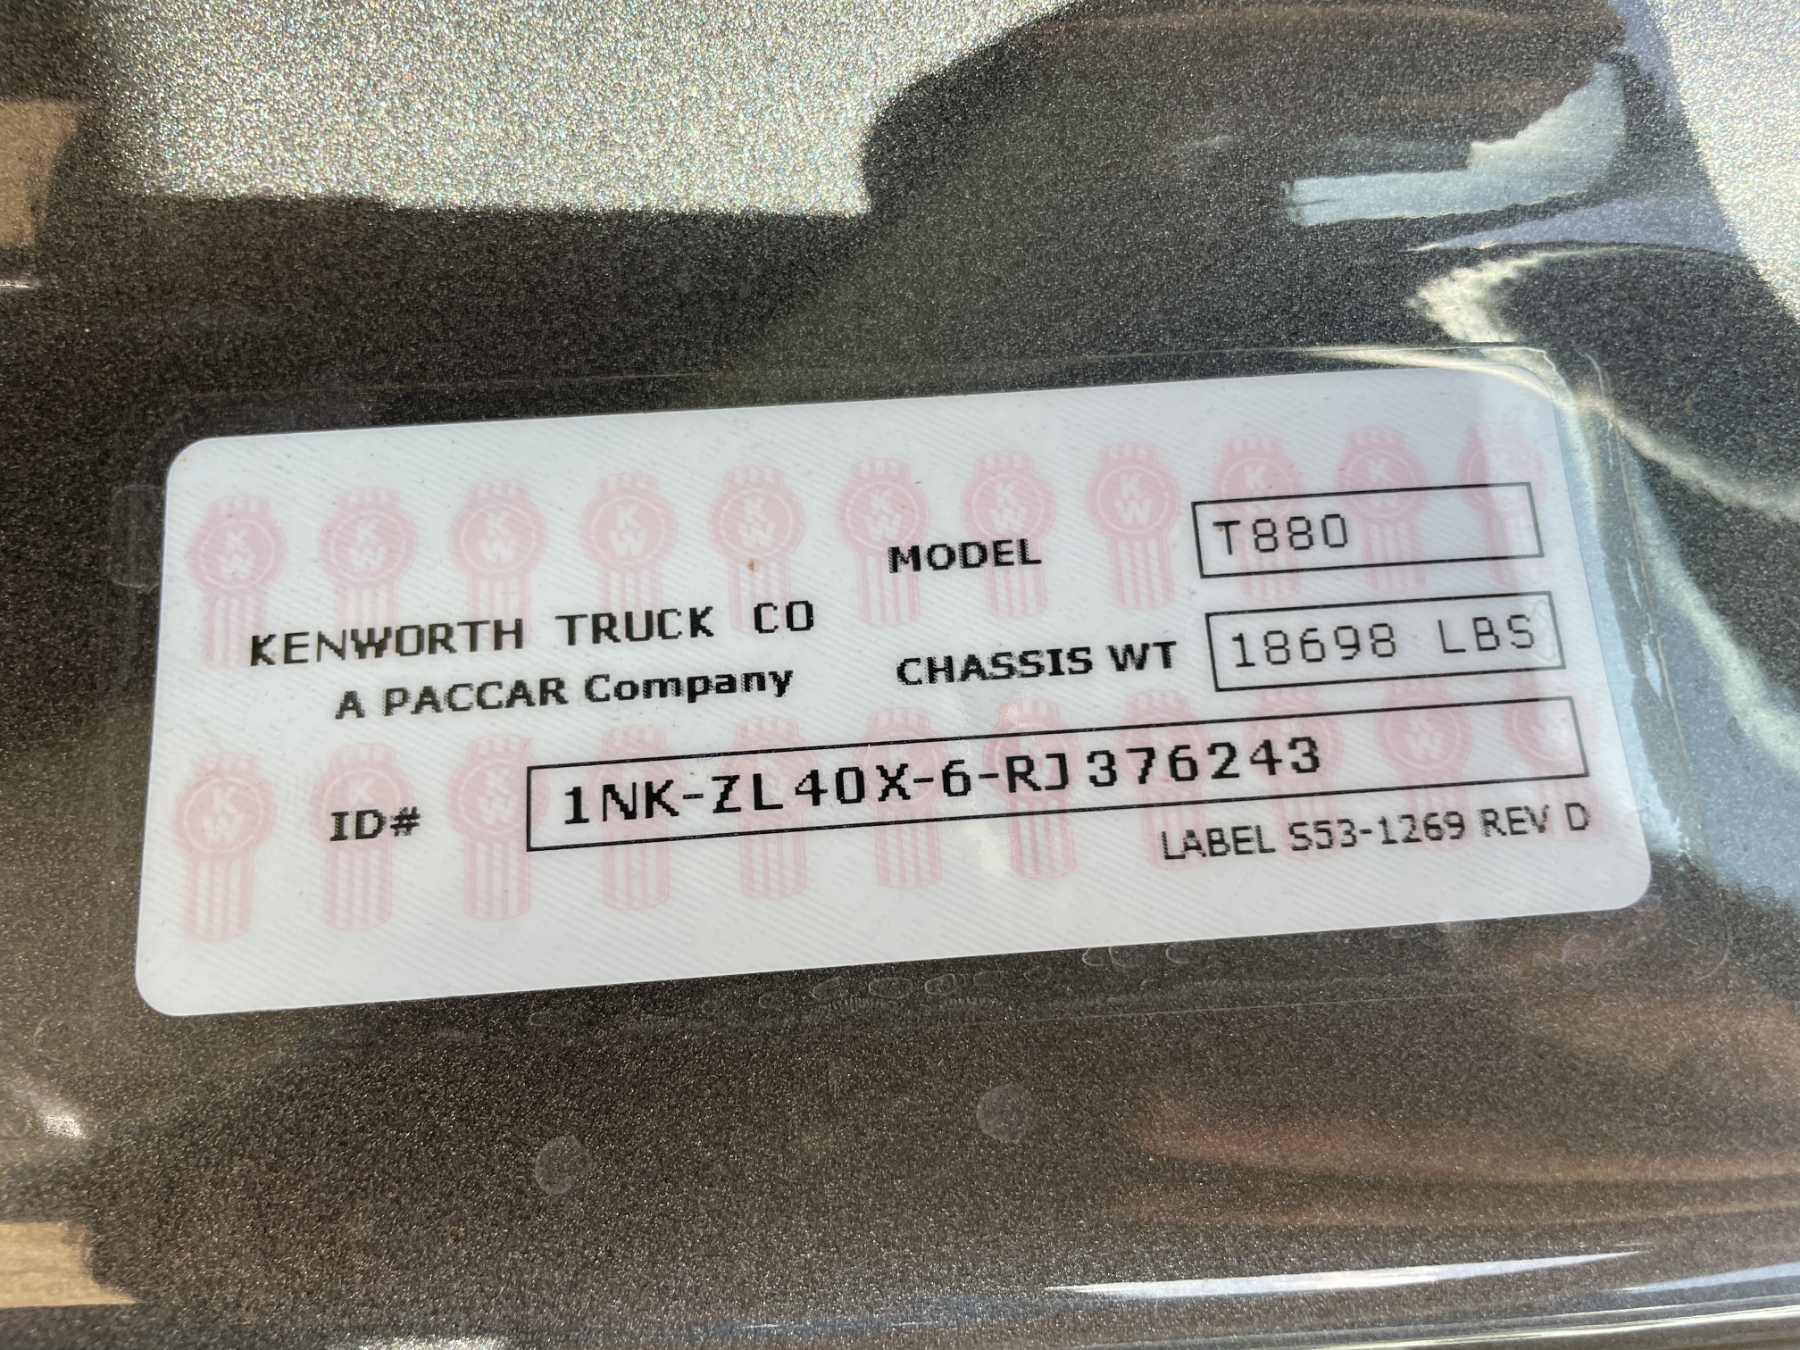 MODEL T880
KENWORTH TRUCK CO
A PACCAR Company
CHASSIS WT 18698 LBS
ID# 1NK-ZL40X-6-RJ376243
LABEL S53-1269 REV D